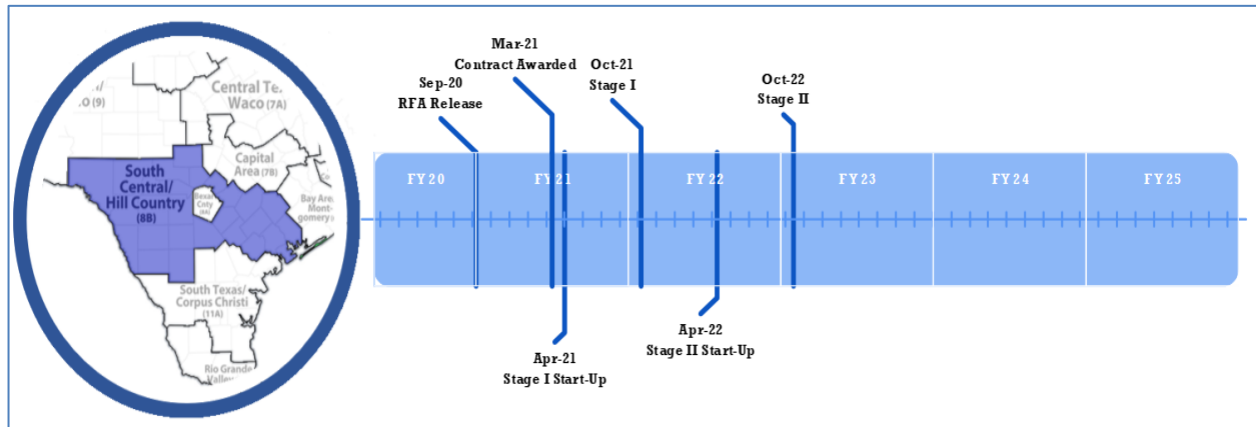 Central Te
Waco (7A)
O (9)
Capital
Area (7B)
South
Central/
Hill Country
(8B)
Bexar
Cnty
(8A)
Bay Are
Mont-
gomery
South Texas/
Corpus Christi
(11A)
Rio Grande
Valley
Sep-20
RFA Release
Mar-21
Contract Awarded
Oct-21
Stage I
Oct-22
Stage II
FY 20
FY 21
FY 22
FY 23
FY 24
FY 25
Apr-21
Stage I Start-Up
Apr-22
Stage II Start-Up